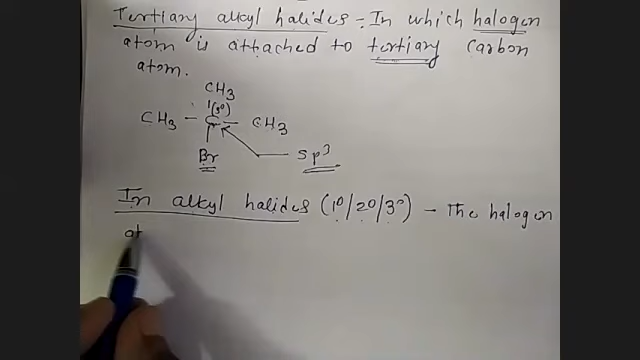 Tertiary alkyl halides :- In which halogen
atom is attached to tertiary carbon
atom.
CH3
(3°)
CH3 - C - CH3
Br
Sp3
In alkyl halides (1°/2°/3°) - The halogen
at